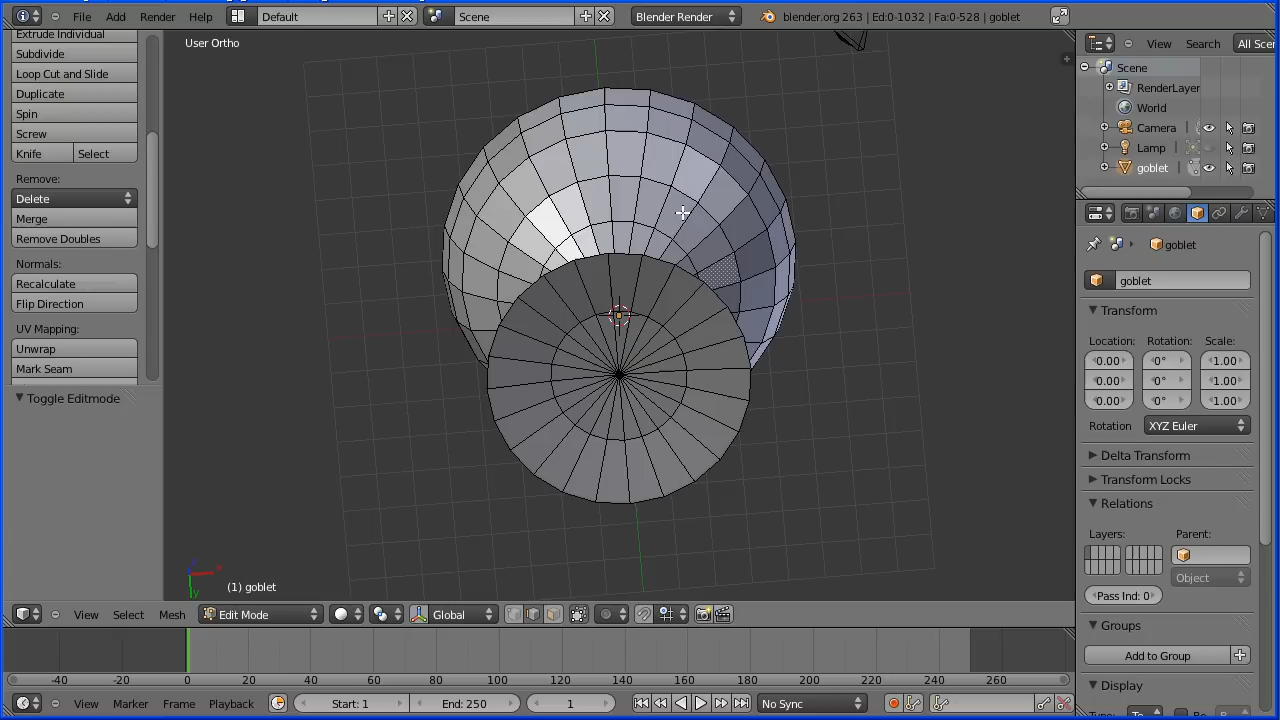 File Add Render Help Default Scene Blender Render blender.org 263 | Ed:0-1032 | Fa:0-528 | goblet
Extrude Individual
Subdivide
Loop Cut and Slide
Duplicate
Spin
Screw
Knife Select
Remove:
Delete
Merge
Remove Doubles
Normals:
Recalculate
Flip Direction
UV Mapping:
Unwrap
Mark Seam
Toggle Editmode
User Ortho
(1) goblet
View Select Mesh Edit Mode Global
-40 -20 0 20 40 60 80 100 120 140 160 180 200 220 240 260
View Marker Frame Playback Start: 1 End: 250 1 No Sync
View Search All Scen
Scene
RenderLayer
World
Camera
Lamp
goblet
goblet
goblet
Transform
Location: Rotation: Scale:
0.00 0° 1.00
0.00 0° 1.00
0.00 0° 1.00
Rotation XYZ Euler
Delta Transform
Transform Locks
Relations
Layers: Parent:
Object
Pass Ind: 0
Groups
Add to Group
Display